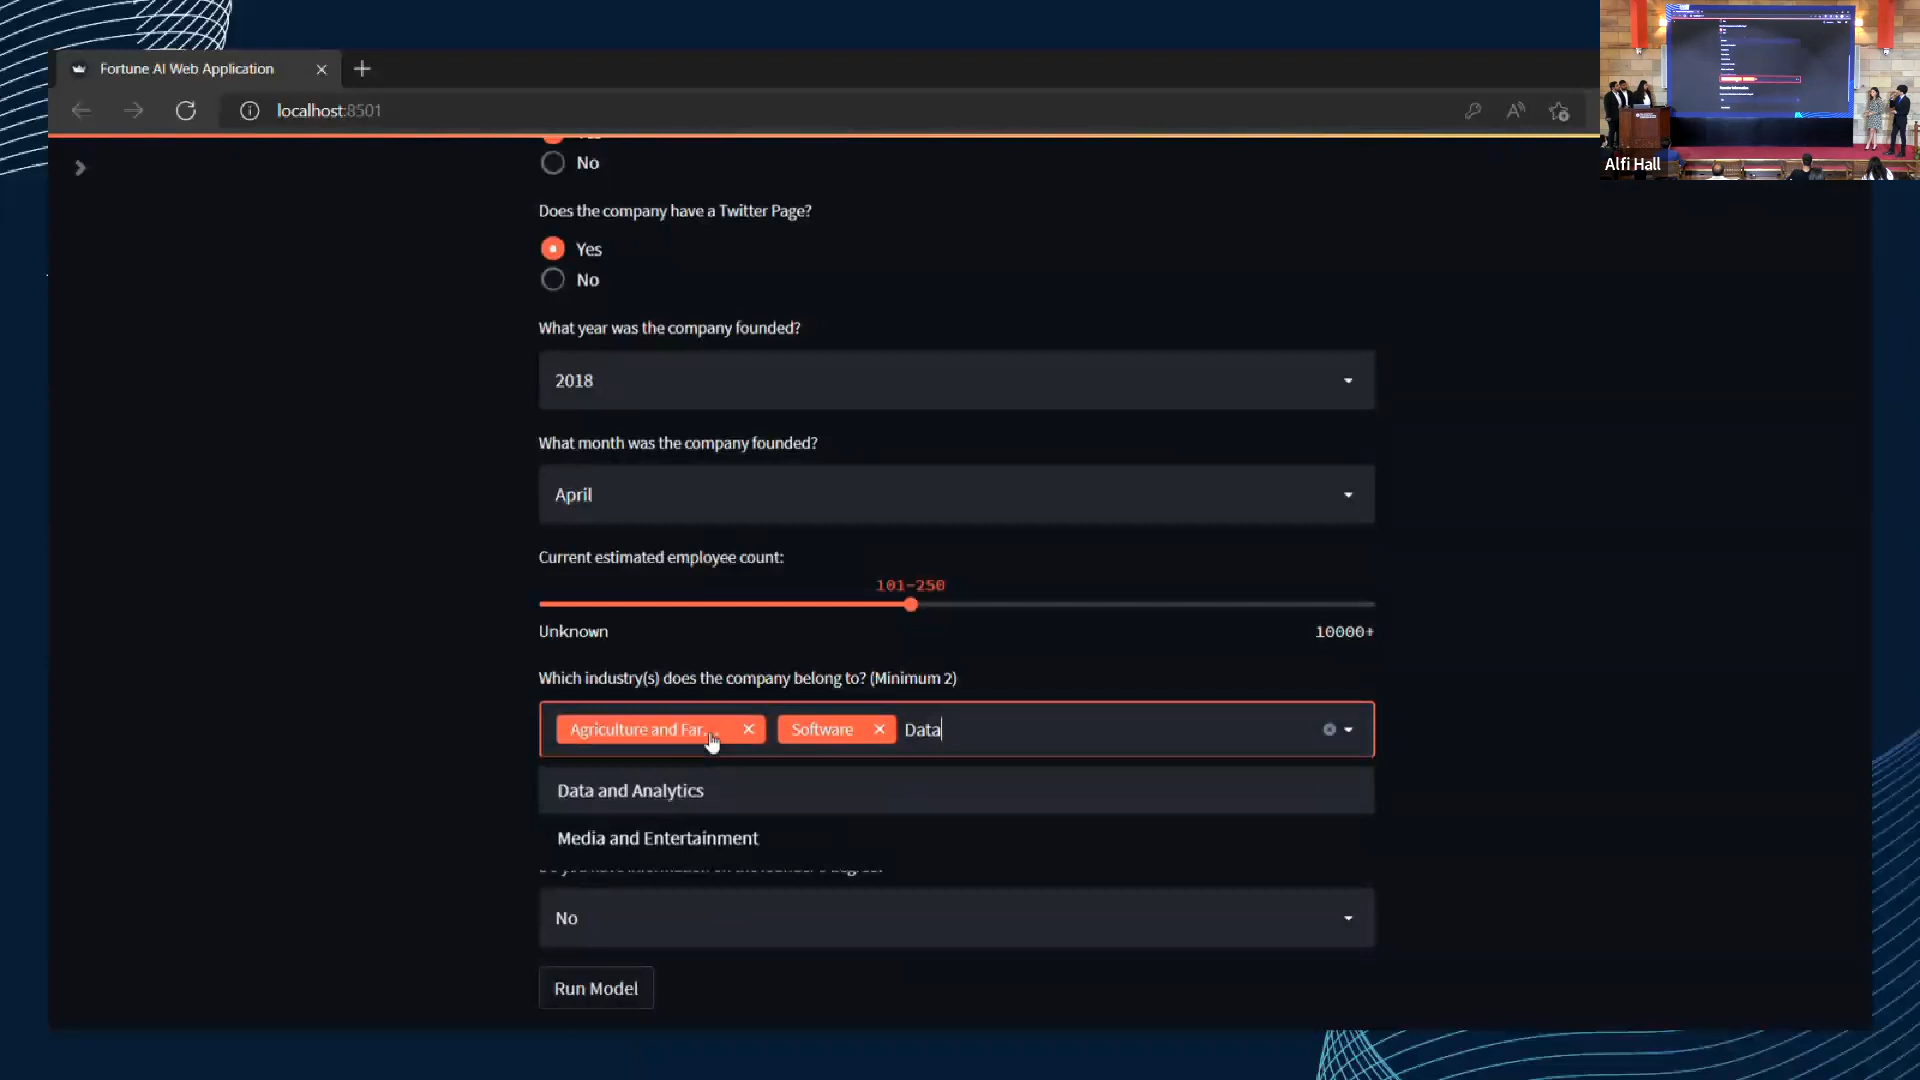 Fortune AI Web Application
localhost:8501
Alfi Hall
No
Does the company have a Twitter Page?
Yes
No
What year was the company founded?
2018
What month was the company founded?
April
Current estimated employee count:
101-250
Unknown 10000+
Which industry(s) does the company belong to? (Minimum 2)
Agriculture and Far... Software Data
Data and Analytics
Media and Entertainment
No
Run Model